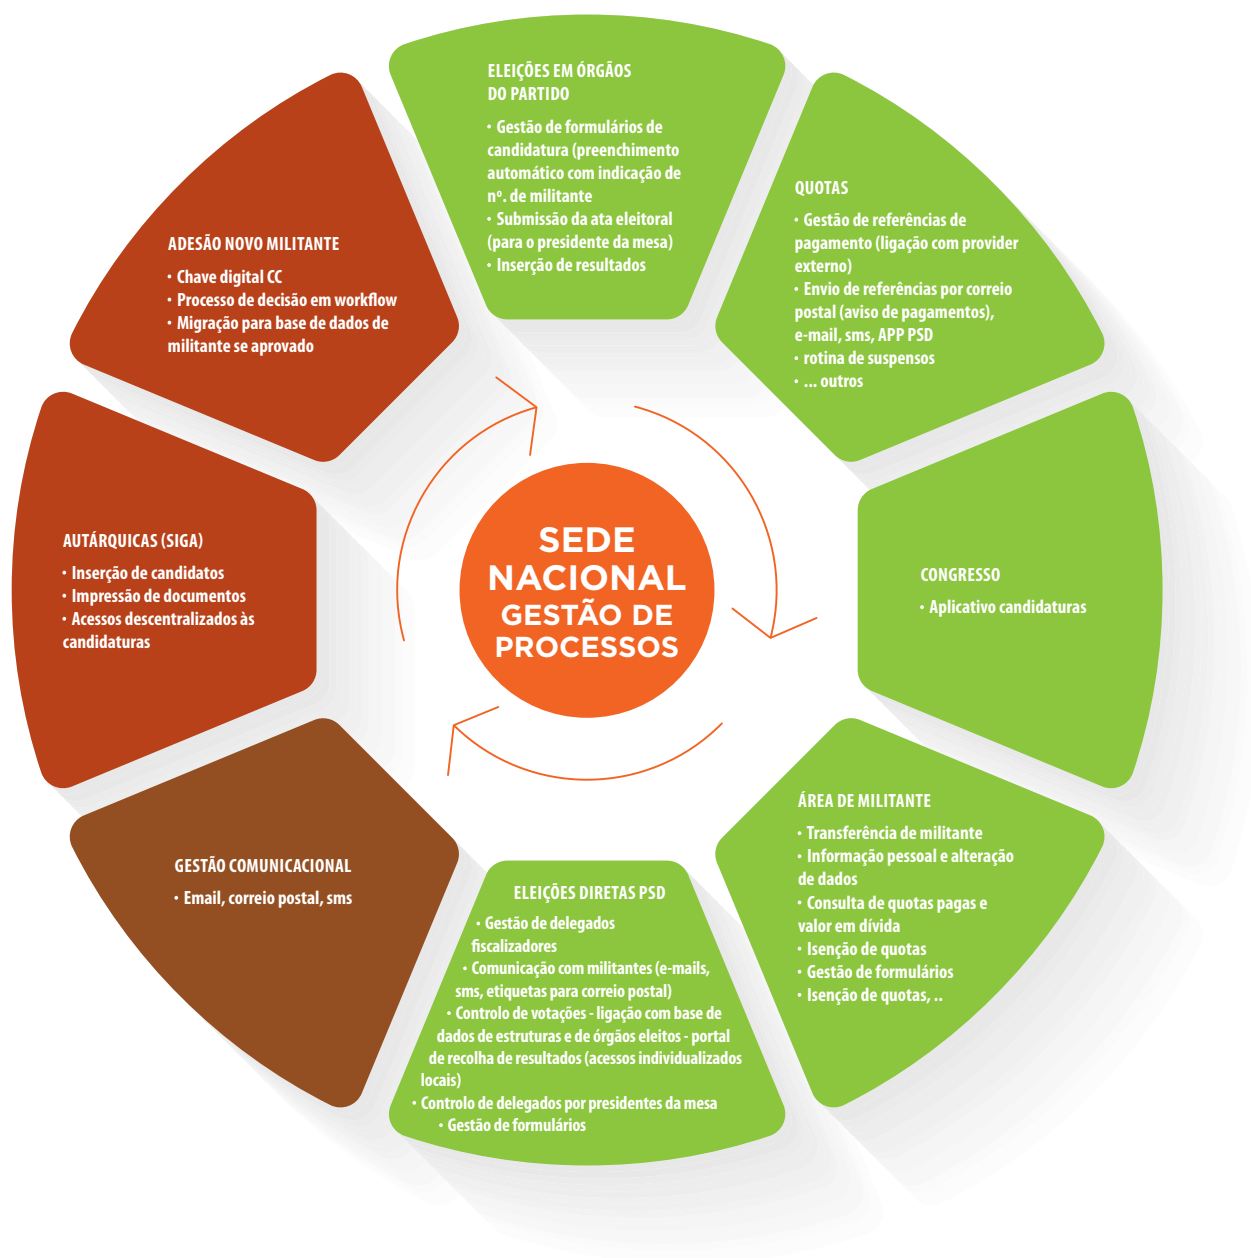 ELEIÇÕES EM ÓRGÃOS
DO PARTIDO
• Gestão de formulários de
candidatura (preenchimento
automático com indicação de
nº. de militante
• Submissão da ata eleitoral
(para o presidente da mesa)
• Inserção de resultados
QUOTAS
• Gestão de referências de
pagamento (ligação com provider
externo)
• Envio de referências por correio
postal (aviso de pagamentos),
e-mail, sms, APP PSD
• rotina de suspensos
• ... outros
CONGRESSO
• Aplicativo candidaturas
ÁREA DE MILITANTE
• Transferência de militante
• Informação pessoal e alteração
de dados
• Consulta de quotas pagas e
valor em dívida
• Isenção de quotas
• Gestão de formulários
• Isenção de quotas, ..
ELEIÇÕES DIRETAS PSD
• Gestão de delegados
fiscalizadores
• Comunicação com militantes (e-mails,
sms, etiquetas para correio postal)
• Controlo de votações - ligação com base de
dados de estruturas e de órgãos eleitos - portal
de recolha de resultados (acessos individualizados
locais)
• Controlo de delegados por presidentes da mesa
• Gestão de formulários
GESTÃO COMUNICACIONAL
• Email, correio postal, sms
AUTÁRQUICAS (SIGA)
• Inserção de candidatos
• Impressão de documentos
• Acessos descentralizados às
candidaturas
ADESÃO NOVO MILITANTE
• Chave digital CC
• Processo de decisão em workflow
• Migração para base de dados de
militante se aprovado
SEDE
NACIONAL
GESTÃO DE
PROCESSOS